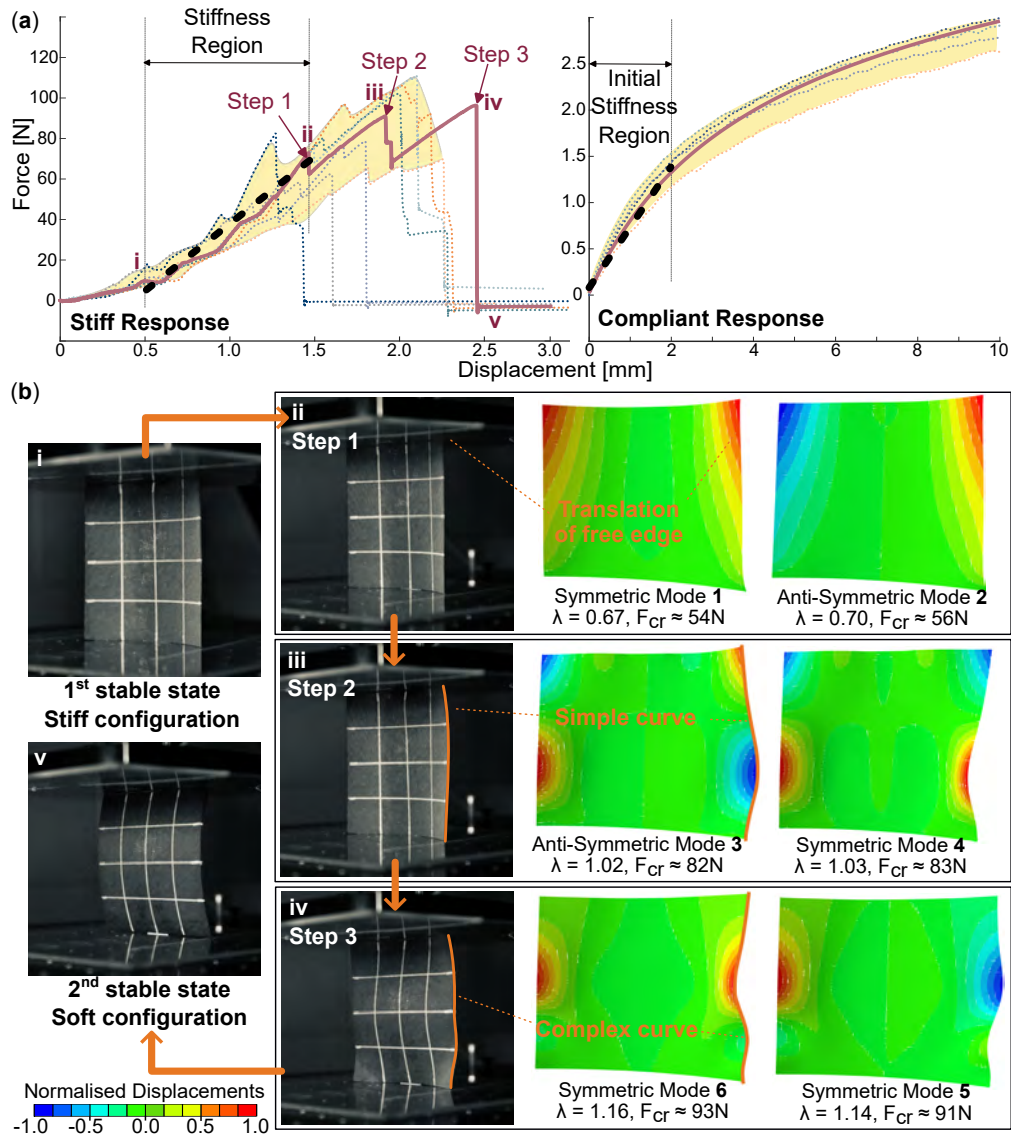 (a)
Stiffness
Region
Step 1
Step 2
Step 3
i
ii
iii
iv
v
Force [N]
120
100
80
60
40
20
0
Stiff Response
0
0.5
1.0
1.5
2.0
2.5
3.0
Initial
Stiffness
Region
2.5
2.0
1.5
1.0
0.5
0
Compliant Response
0
2
4
6
8
10
Displacement [mm]
(b)
i
1st stable state
Stiff configuration
v
2nd stable state
Soft configuration
ii
Step 1
Translation
of free edge
Symmetric Mode 1
λ = 0.67, Fcr ≈ 54N
Anti-Symmetric Mode 2
λ = 0.70, Fcr ≈ 56N
iii
Step 2
Simple curve
Anti-Symmetric Mode 3
λ = 1.02, Fcr ≈ 82N
Symmetric Mode 4
λ = 1.03, Fcr ≈ 83N
iv
Step 3
Complex curve
Symmetric Mode 6
λ = 1.16, Fcr ≈ 93N
Symmetric Mode 5
λ = 1.14, Fcr ≈ 91N
Normalised Displacements
-1.0
-0.5
0.0
0.5
1.0